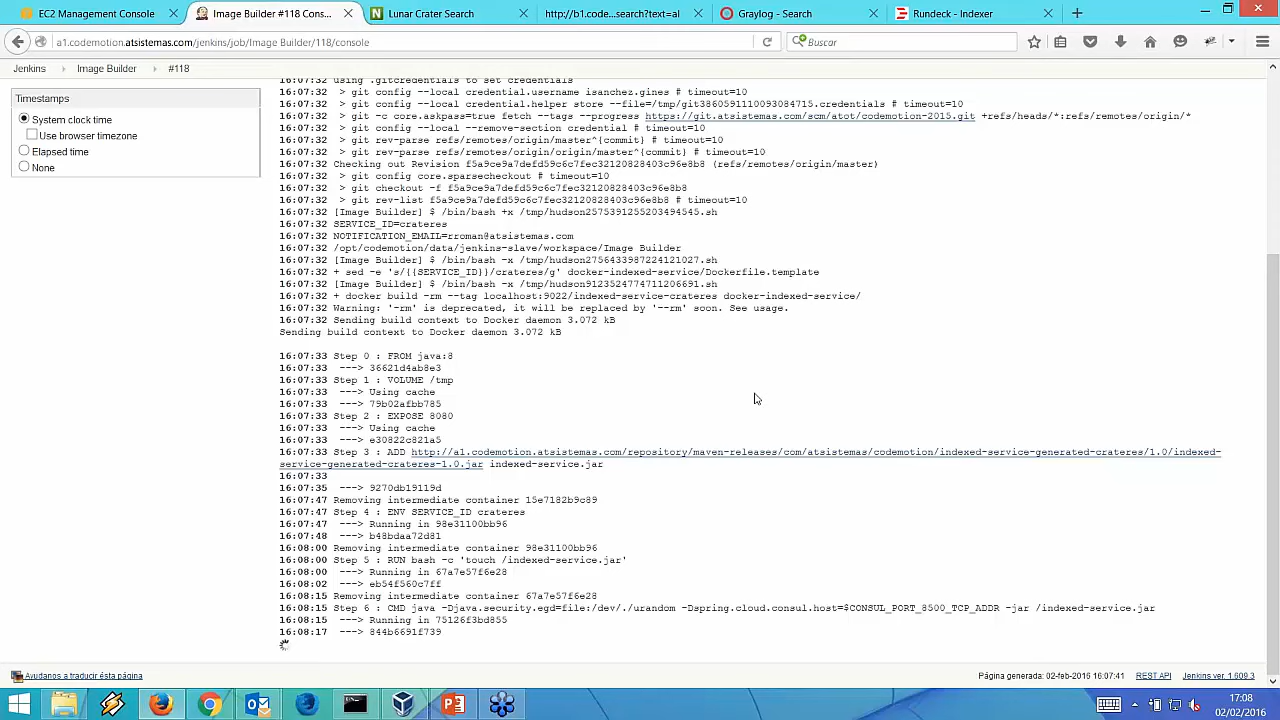 EC2 Management Console
Image Builder #118 Cons...
Lunar Crater Search
http://b1.code...search?text=al
Graylog - Search
Rundeck - Indexer
a1.codemotion.atsistemas.com/jenkins/job/Image Builder/118/console
Buscar
Jenkins
Image Builder
#118
Timestamps
System clock time
Use browser timezone
Elapsed time
None
16:07:32 using .gitcredentials to set credentials
16:07:32 > git config --local credential.username isanchez.gines # timeout=10
16:07:32 > git config --local credential.helper store --file=/tmp/git3860591110093084715.credentials # timeout=10
16:07:32 > git -c core.askpass=true fetch --tags --progress https://git.atsistemas.com/scm/atot/codemotion-2015.git +refs/heads/*:refs/remotes/origin/*
16:07:32 > git config --local --remove-section credential # timeout=10
16:07:32 > git rev-parse refs/remotes/origin/master^{commit} # timeout=10
16:07:32 > git rev-parse refs/remotes/origin/origin/master^{commit} # timeout=10
16:07:32 Checking out Revision f5a9ce9a7defd59c6c7fec32120828403c96e8b8 (refs/remotes/origin/master)
16:07:32 > git config core.sparsecheckout # timeout=10
16:07:32 > git checkout -f f5a9ce9a7defd59c6c7fec32120828403c96e8b8
16:07:32 > git rev-list f5a9ce9a7defd59c6c7fec32120828403c96e8b8 # timeout=10
16:07:32 [Image Builder] $ /bin/bash +x /tmp/hudson2575391255203494545.sh
16:07:32 SERVICE_ID=crateres
16:07:32 NOTIFICATION_EMAIL=rroman@atsistemas.com
16:07:32 /opt/codemotion/data/jenkins-slave/workspace/Image Builder
16:07:32 [Image Builder] $ /bin/bash -x /tmp/hudson2756433987224121027.sh
16:07:32 + sed -e 's/{{SERVICE_ID}}/crateres/g' docker-indexed-service/Dockerfile.template
16:07:32 [Image Builder] $ /bin/bash -x /tmp/hudson9123524774711206691.sh
16:07:32 + docker build -rm --tag localhost:9022/indexed-service-crateres docker-indexed-service/
16:07:32 Warning: '-rm' is deprecated, it will be replaced by '--rm' soon. See usage.
16:07:32 Sending build context to Docker daemon 3.072 kB
Sending build context to Docker daemon 3.072 kB
16:07:33 Step 0 : FROM java:8
16:07:33 ---> 36621d4ab8e3
16:07:33 Step 1 : VOLUME /tmp
16:07:33 ---> Using cache
16:07:33 ---> 79b02afbb785
16:07:33 Step 2 : EXPOSE 8080
16:07:33 ---> Using cache
16:07:33 ---> e30822c821a5
16:07:33 Step 3 : ADD http://a1.codemotion.atsistemas.com/repository/maven-releases/com/atsistemas/codemotion/indexed-service-generated-crateres/1.0/indexed-
service-generated-crateres-1.0.jar indexed-service.jar
16:07:33
16:07:35 ---> 9270db19119d
16:07:47 Removing intermediate container 15e7182b9c89
16:07:47 Step 4 : ENV SERVICE_ID crateres
16:07:47 ---> Running in 98e31100bb96
16:07:48 ---> b48bdaa72d81
16:08:00 Removing intermediate container 98e31100bb96
16:08:00 Step 5 : RUN bash -c 'touch /indexed-service.jar'
16:08:00 ---> Running in 67a7e57f6e28
16:08:02 ---> eb54f560c7ff
16:08:15 Removing intermediate container 67a7e57f6e28
16:08:15 Step 6 : CMD java -Djava.security.egd=file:/dev/./urandom -Dspring.cloud.consul.host=$CONSUL_PORT_8500_TCP_ADDR -jar /indexed-service.jar
16:08:15 ---> Running in 75126f3bd855
16:08:17 ---> 844b6691f739
Ayudanos a traducir ésta página
Página generada: 02-feb-2016 16:07:41
REST API
Jenkins ver. 1.609.3
17:08
02/02/2016